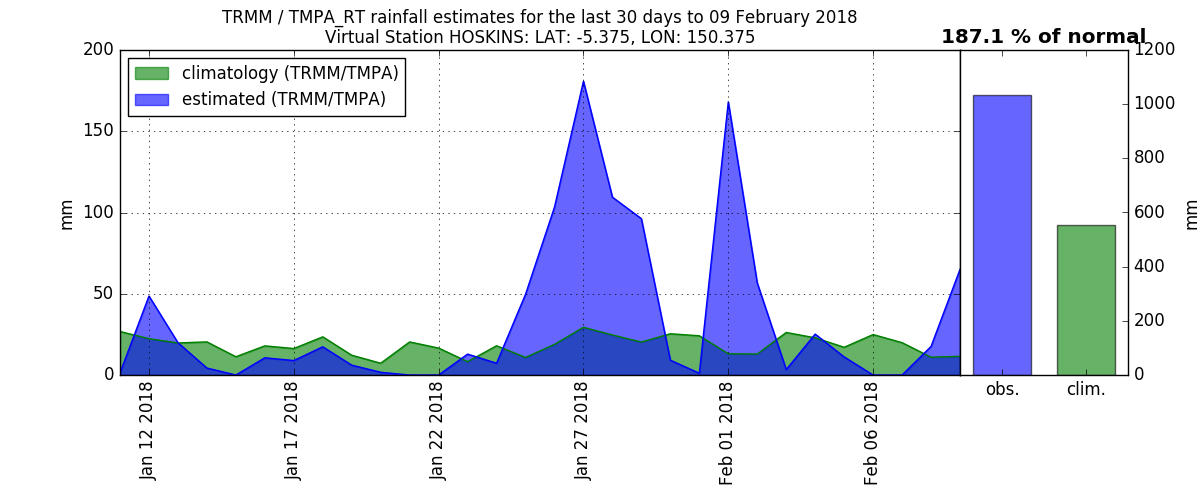 TRMM / TMPA_RT rainfall estimates for the last 30 days to 09 February 2018
Virtual Station HOSKINS: LAT: -5.375, LON: 150.375
187.1 % of normal
climatology (TRMM/TMPA)
estimated (TRMM/TMPA)
200
150
100
50
0
mm
Jan 12 2018
Jan 17 2018
Jan 22 2018
Jan 27 2018
Feb 01 2018
Feb 06 2018
1200
1000
800
600
400
200
0
mm
obs.
clim.